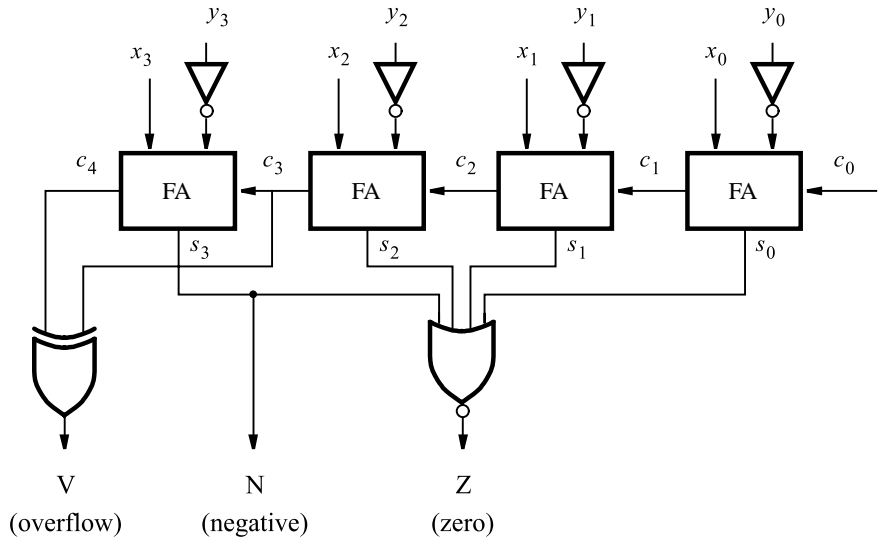 y3 y2 y1 y0
x3 x2 x1 x0
c4 c3 c2 c1 c0
FA FA FA FA
s3 s2 s1 s0
V N Z
(overflow) (negative) (zero)